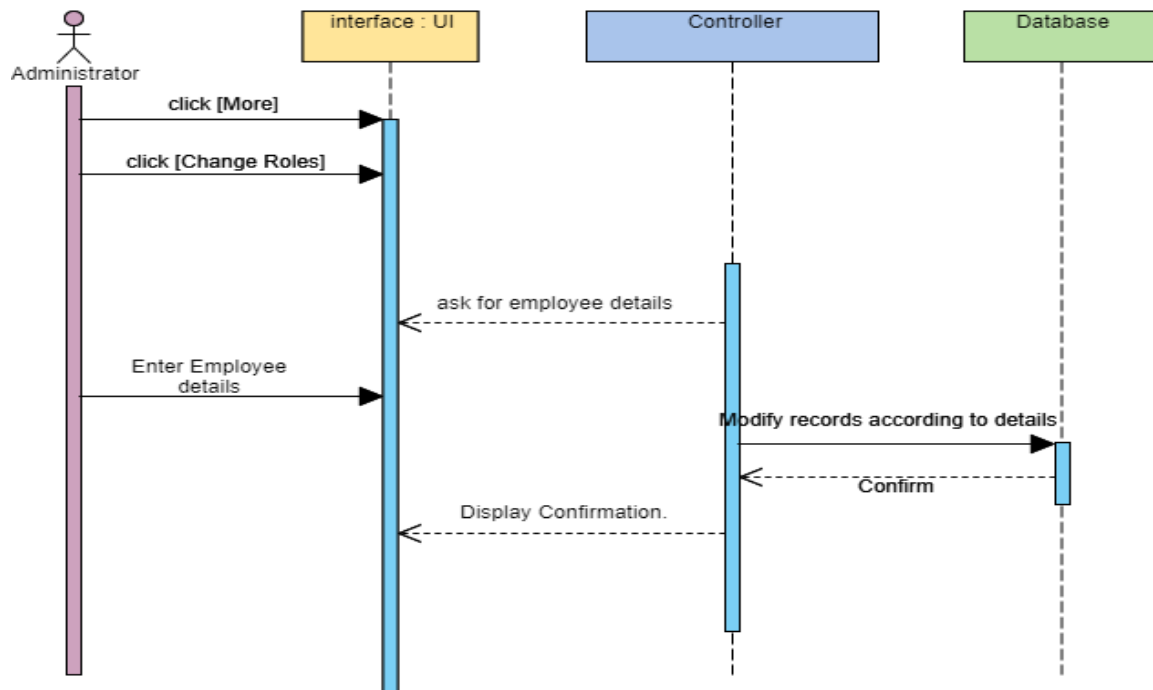 interface : UI
Controller
Database
Administrator
click [More]
click [Change Roles]
ask for employee details
Enter Employee
details
Modify records according to details
Confirm
Display Confirmation.